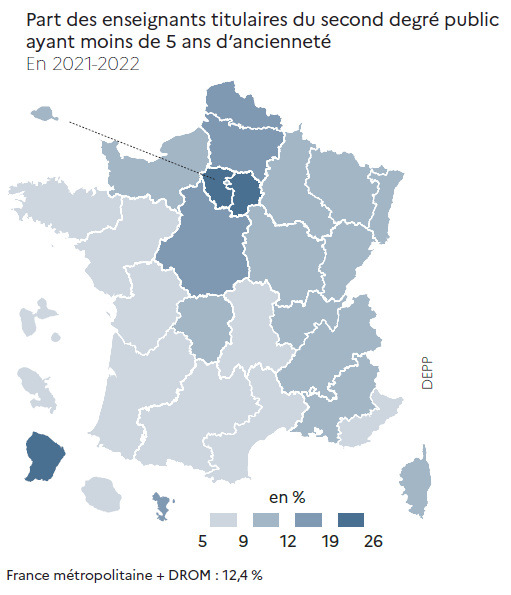 Part des enseignants titulaires du second degré public
ayant moins de 5 ans d’ancienneté
En 2021-2022
DEPP
en %
5 9 12 19 26
France métropolitaine + DROM : 12,4 %